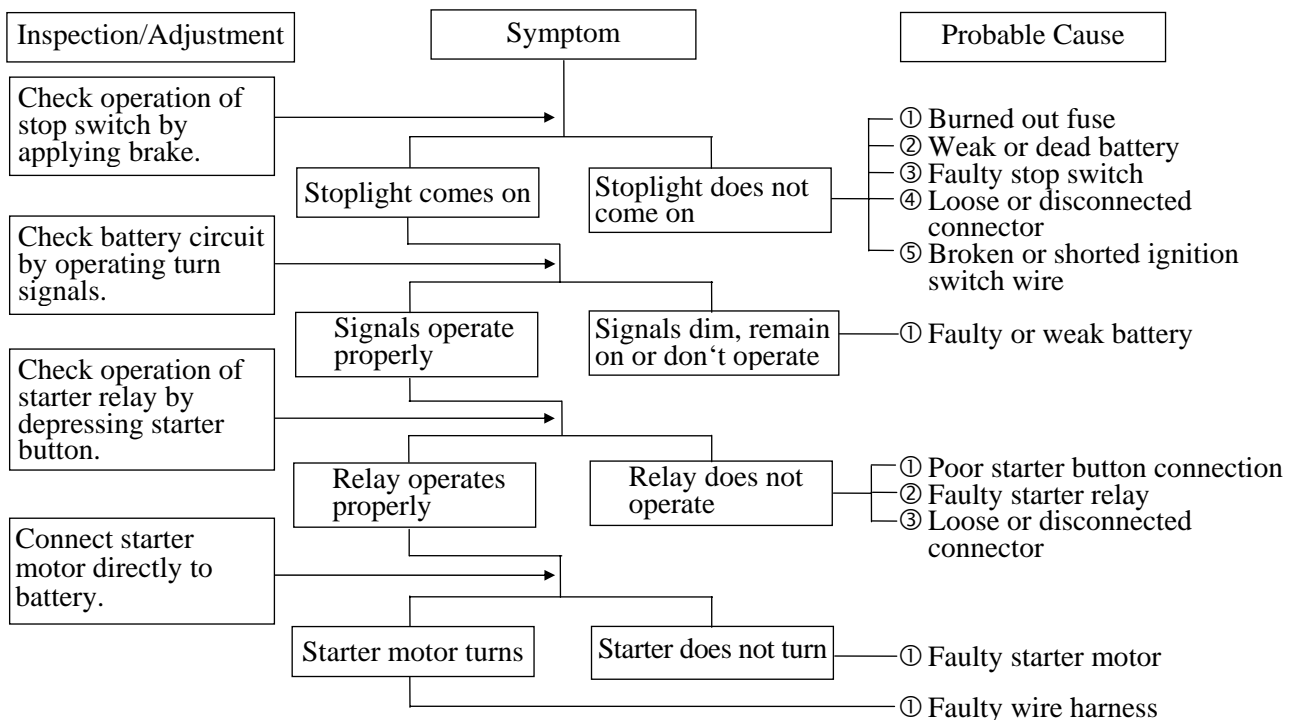 Inspection/Adjustment
Symptom
Probable Cause
Check operation of
stop switch by
applying brake.
Stoplight comes on
Stoplight does not
come on
① Burned out fuse
② Weak or dead battery
③ Faulty stop switch
④ Loose or disconnected
connector
⑤ Broken or shorted ignition
switch wire
Check battery circuit
by operating turn
signals.
Signals operate
properly
Signals dim, remain
on or don‘t operate
① Faulty or weak battery
Check operation of
starter relay by
depressing starter
button.
Relay operates
properly
Relay does not
operate
① Poor starter button connection
② Faulty starter relay
③ Loose or disconnected
connector
Connect starter
motor directly to
battery.
Starter motor turns
Starter does not turn
① Faulty starter motor
① Faulty wire harness